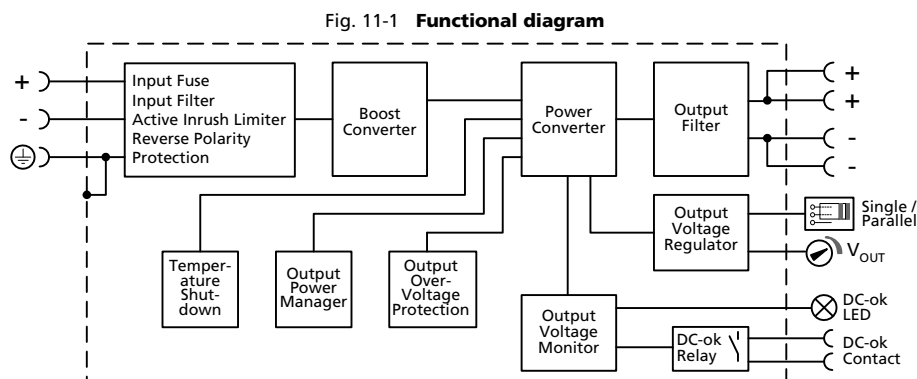 Fig. 11-1 Functional diagram
+
-
Input Fuse
Input Filter
Active Inrush Limiter
Reverse Polarity
Protection
Boost
Converter
Power
Converter
Output
Filter
+
+
-
-
Output
Voltage
Regulator
Single /
Parallel
VOUT
Temper-
ature
Shut-
down
Output
Power
Manager
Output
Over-
Voltage
Protection
Output
Voltage
Monitor
DC-ok
LED
DC-ok
Relay
DC-ok
Contact